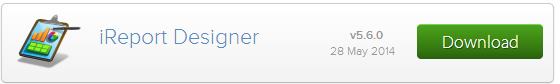 iReport Designer
v5.6.0
28 May 2014
Download